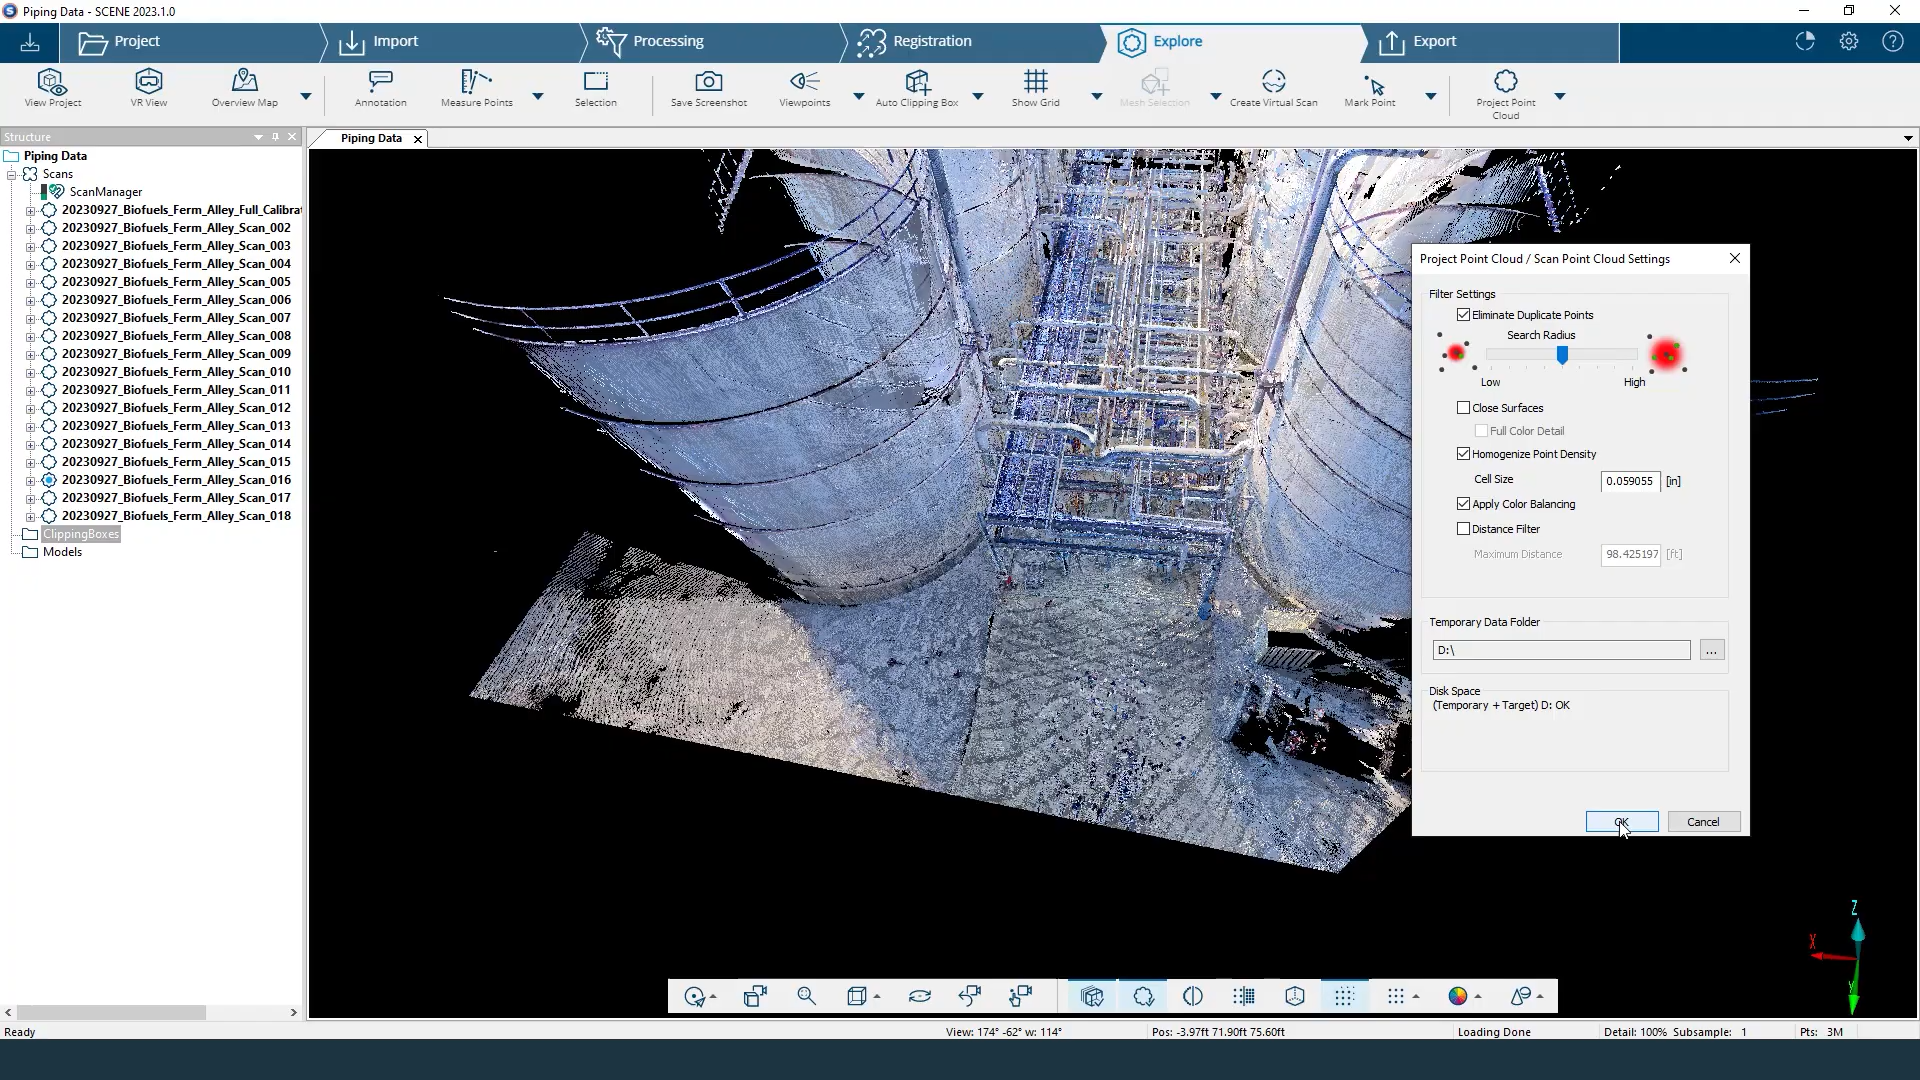 Piping Data - SCENE 2023.1.0
Project
Import
Processing
Registration
Explore
Export
View Project
VR View
Overview Map
Annotation
Measure Points
Selection
Save Screenshot
Viewpoints
Auto Clipping Box
Show Grid
Mesh Selection
Create Virtual Scan
Mark Point
Project Point
Cloud
Structure
Piping Data
Piping Data
Scans
ScanManager
20230927_Biofuels_Ferm_Alley_Full_Calibrat
20230927_Biofuels_Ferm_Alley_Scan_002
20230927_Biofuels_Ferm_Alley_Scan_003
20230927_Biofuels_Ferm_Alley_Scan_004
20230927_Biofuels_Ferm_Alley_Scan_005
20230927_Biofuels_Ferm_Alley_Scan_006
20230927_Biofuels_Ferm_Alley_Scan_007
20230927_Biofuels_Ferm_Alley_Scan_008
20230927_Biofuels_Ferm_Alley_Scan_009
20230927_Biofuels_Ferm_Alley_Scan_010
20230927_Biofuels_Ferm_Alley_Scan_011
20230927_Biofuels_Ferm_Alley_Scan_012
20230927_Biofuels_Ferm_Alley_Scan_013
20230927_Biofuels_Ferm_Alley_Scan_014
20230927_Biofuels_Ferm_Alley_Scan_015
20230927_Biofuels_Ferm_Alley_Scan_016
20230927_Biofuels_Ferm_Alley_Scan_017
20230927_Biofuels_Ferm_Alley_Scan_018
ClippingBoxes
Models
Project Point Cloud / Scan Point Cloud Settings
Filter Settings
Eliminate Duplicate Points
Search Radius
Low High
Close Surfaces
Full Color Detail
Homogenize Point Density
Cell Size 0.059055 [in]
Apply Color Balancing
Distance Filter
Maximum Distance 98.425197 [ft]
Temporary Data Folder
D:\
...
Disk Space
(Temporary + Target) D: OK
OK
Cancel
Z
X
Y
Ready
View: 174° -62° w: 114°
Pos: -3.97ft 71.90ft 75.60ft
Loading Done
Detail: 100% Subsample: 1
Pts: 3M